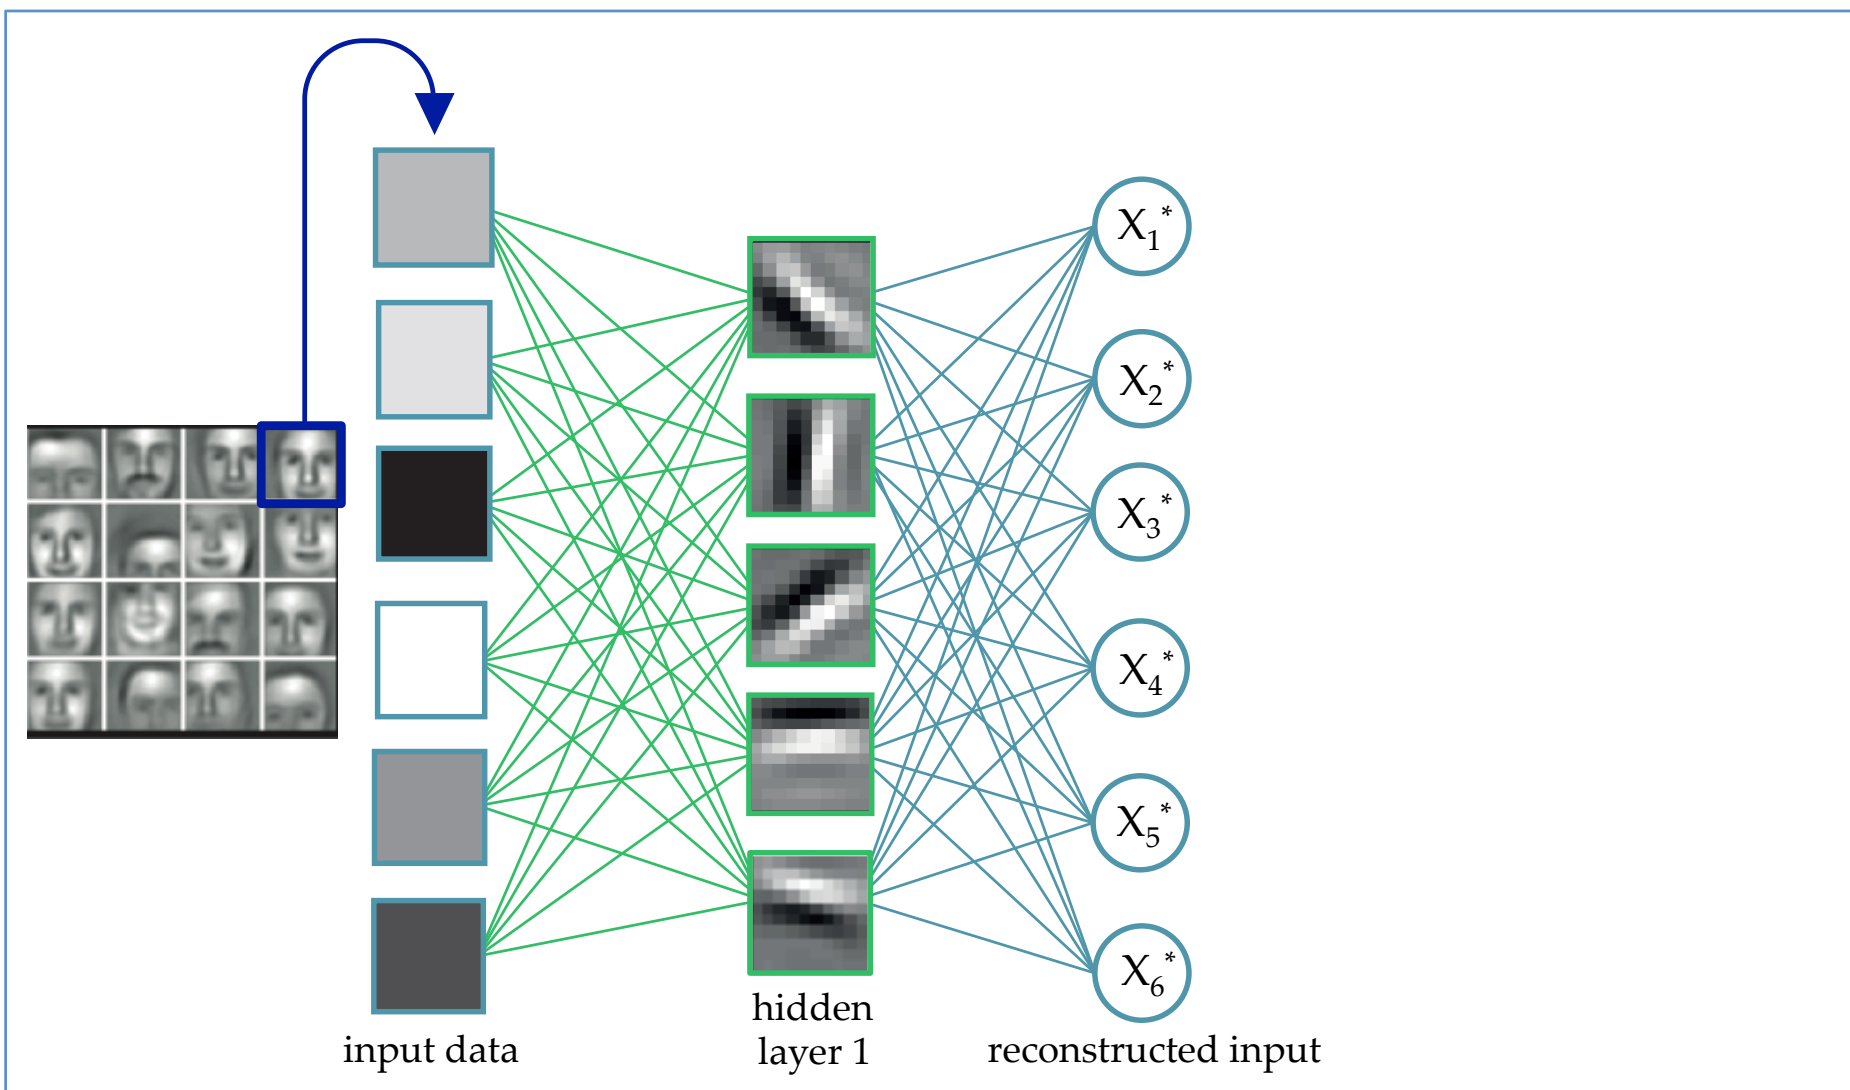 X₁*
X₂*
X₃*
X₄*
X₅*
X₆*
hidden
layer 1
input data
reconstructed input